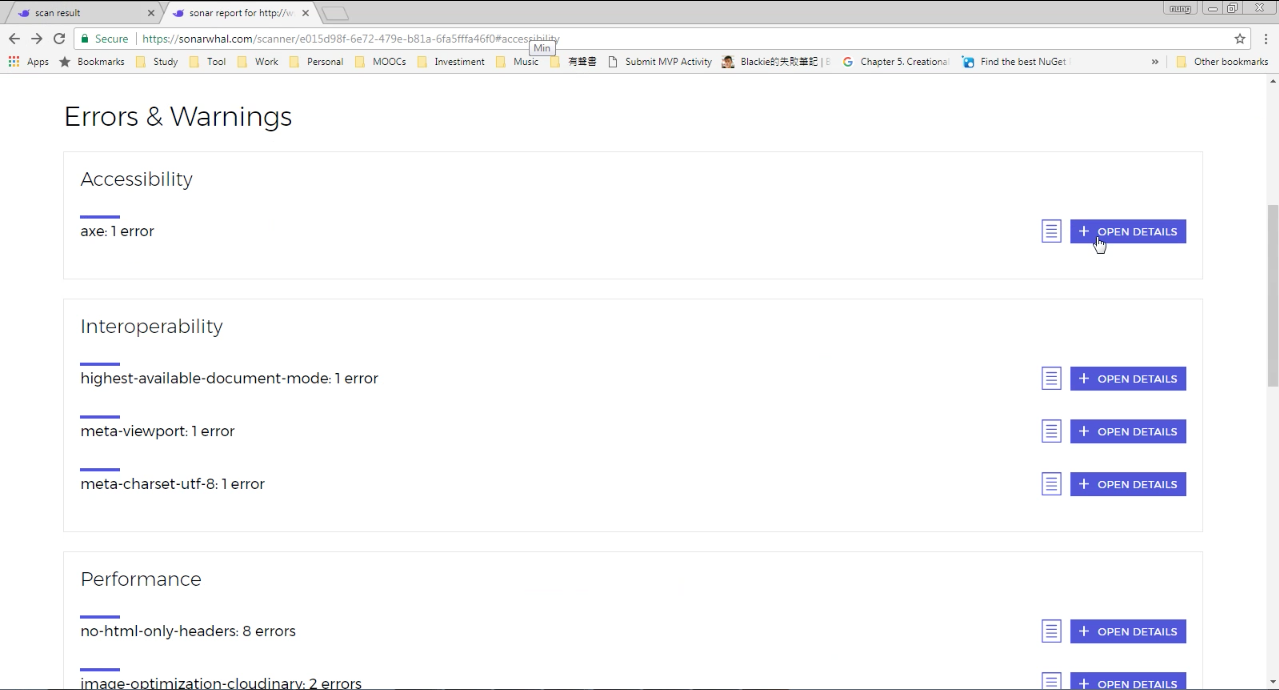 scan result
sonar report for http://w
nung
Secure https://sonarwhal.com/scanner/e015d98f-6e72-479e-b81a-6fa5fffa46f0#accessibility
Min
Apps Bookmarks Study Tool Work Personal MOOCs Investiment Music 有聲書 Submit MVP Activity Blackie的失敗筆記 | Chapter 5. Creational Find the best NuGet » Other bookmarks
Errors & Warnings
Accessibility
axe: 1 error + OPEN DETAILS
Interoperability
highest-available-document-mode: 1 error + OPEN DETAILS
meta-viewport: 1 error + OPEN DETAILS
meta-charset-utf-8: 1 error + OPEN DETAILS
Performance
no-html-only-headers: 8 errors + OPEN DETAILS
image-optimization-cloudinary: 2 errors + OPEN DETAILS